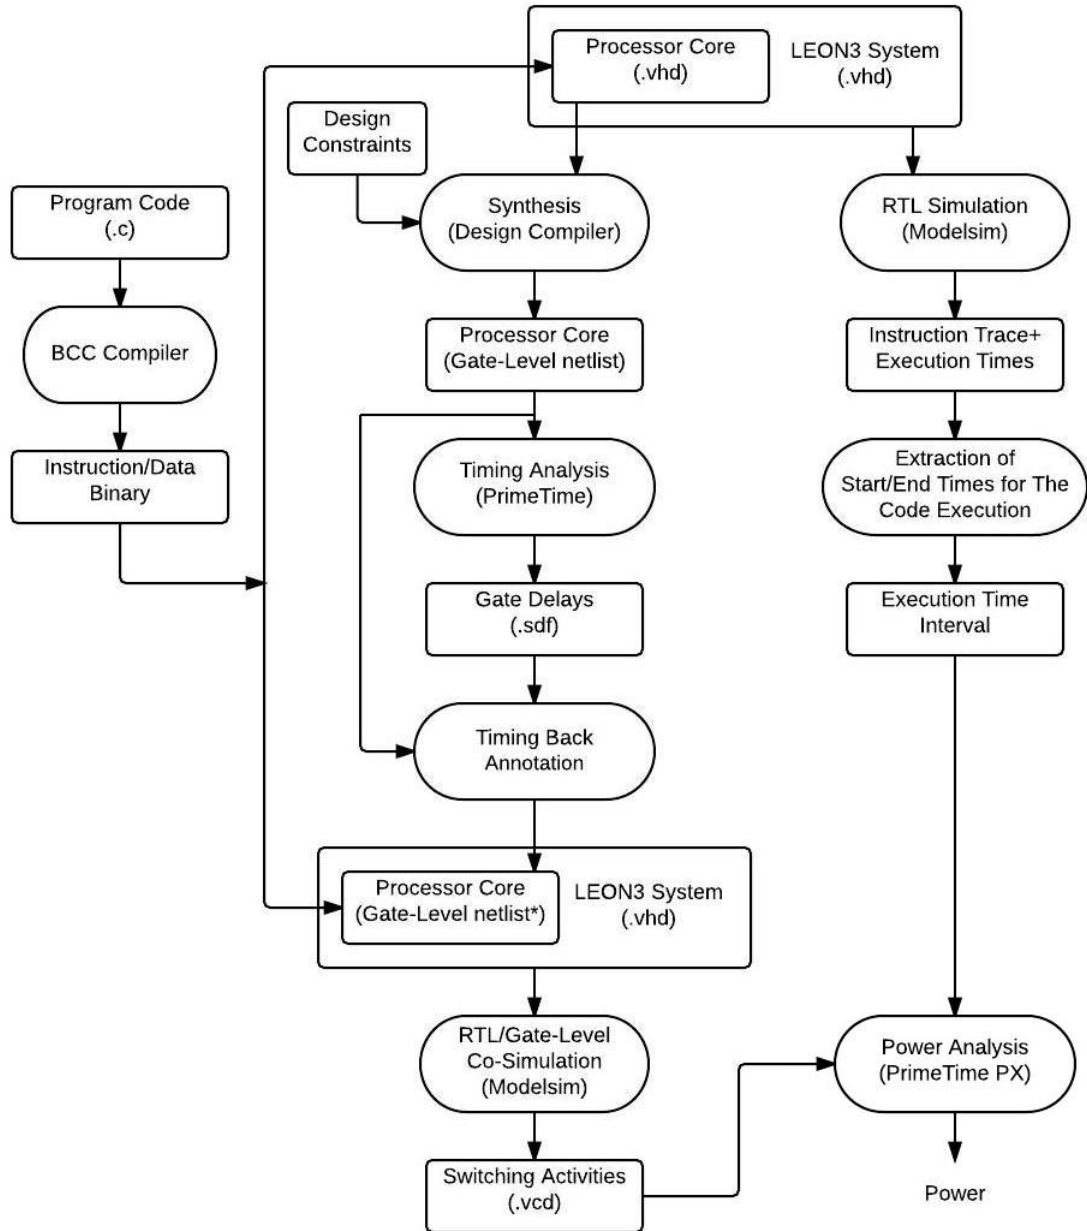 Processor Core
(.vhd)
LEON3 System
(.vhd)
Design
Constraints
Program Code
(.c)
Synthesis
(Design Compiler)
RTL Simulation
(Modelsim)
BCC Compiler
Processor Core
(Gate-Level netlist)
Instruction Trace+
Execution Times
Instruction/Data
Binary
Timing Analysis
(PrimeTime)
Extraction of
Start/End Times for The
Code Execution
Gate Delays
(.sdf)
Execution Time
Interval
Timing Back
Annotation
Processor Core
(Gate-Level netlist*)
LEON3 System
(.vhd)
RTL/Gate-Level
Co-Simulation
(Modelsim)
Power Analysis
(PrimeTime PX)
Switching Activities
(.vcd)
Power